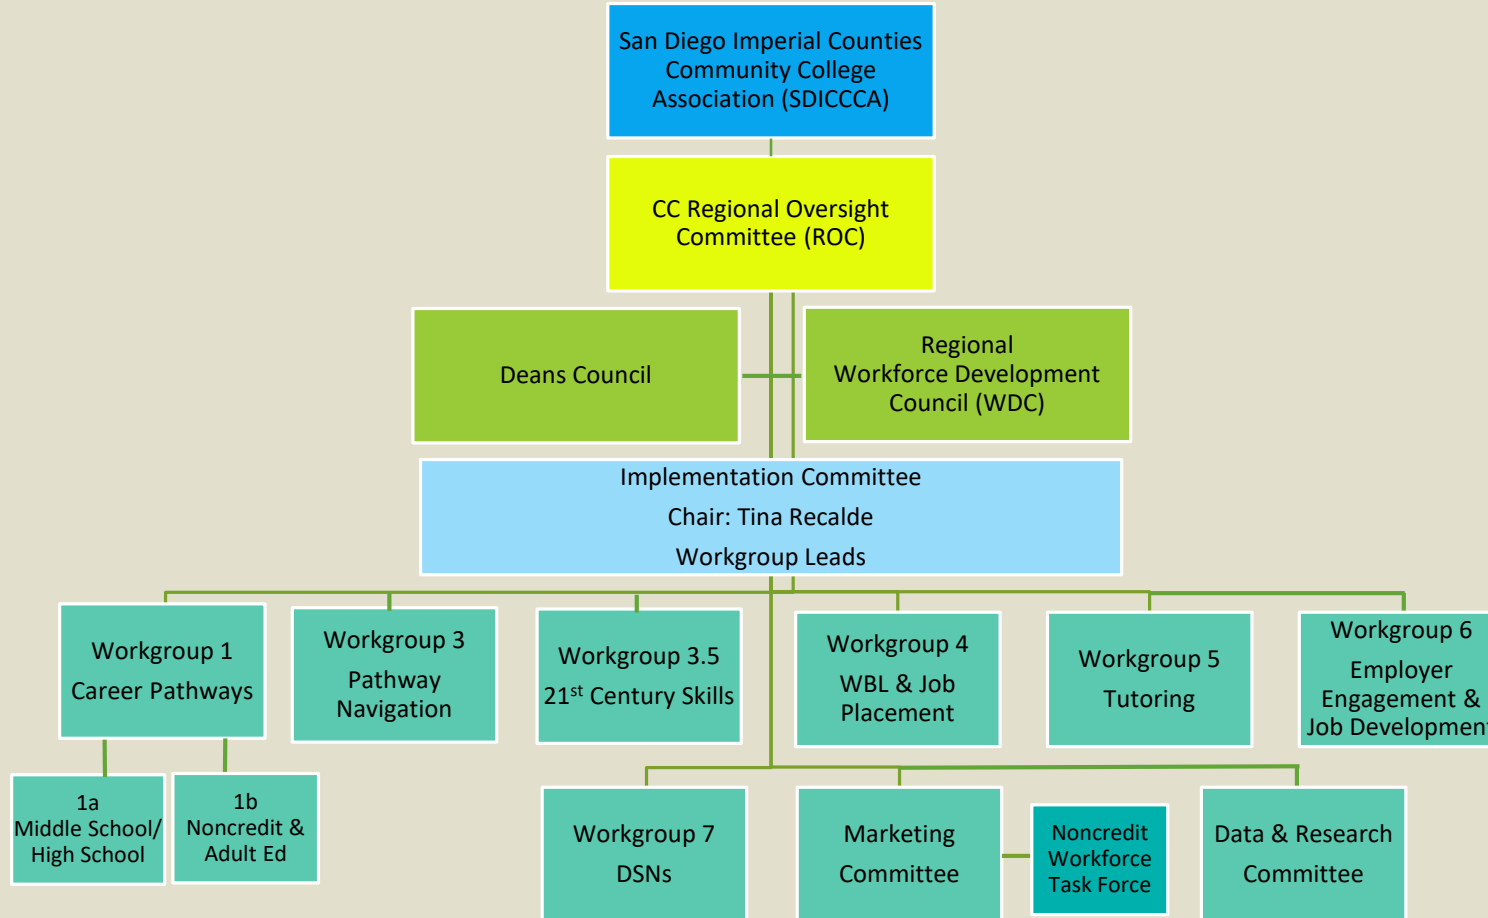 San Diego Imperial Counties
Community College
Association (SDICCCA)
CC Regional Oversight
Committee (ROC)
Deans Council
Regional
Workforce Development
Council (WDC)
Implementation Committee
Chair: Tina Recalde
Workgroup Leads
Workgroup 1
Career Pathways
Workgroup 3
Pathway
Navigation
Workgroup 3.5
21st Century Skills
Workgroup 4
WBL & Job
Placement
Workgroup 5
Tutoring
Workgroup 6
Employer
Engagement &
Job Development
1a
Middle School/
High School
1b
Noncredit &
Adult Ed
Workgroup 7
DSNs
Marketing
Committee
Noncredit
Workforce
Task Force
Data & Research
Committee